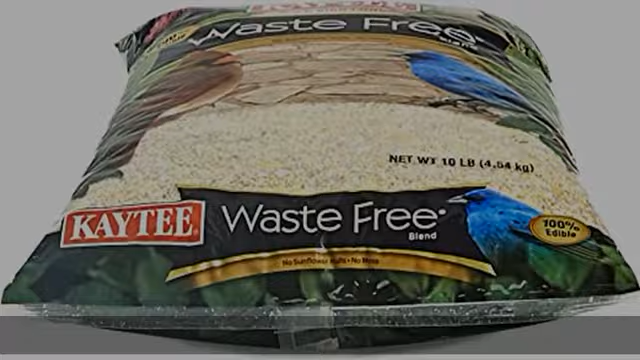 Waste Free
Blend
NET WT 10 LB (4.54 kg)
KAYTEE
Waste Free
Blend
100%
Edible
No Sunflower Hulls • No Mess